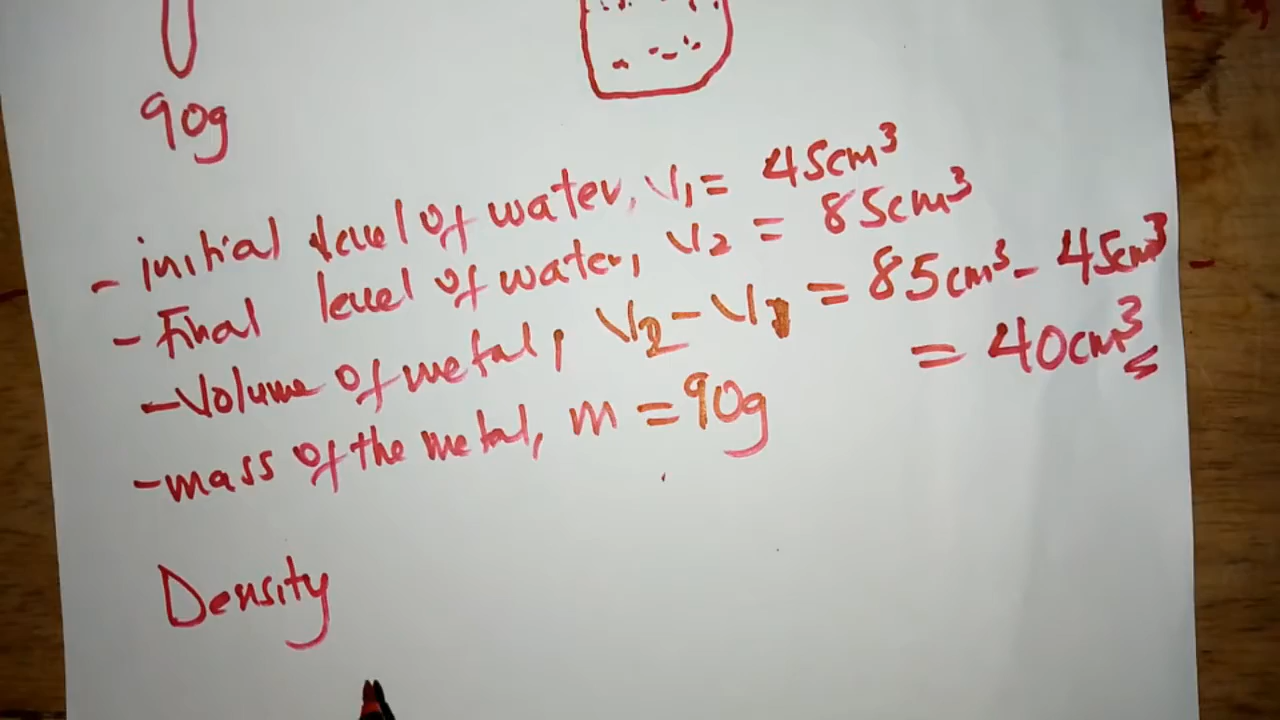 90g
- initial level of water, V₁ = 45cm³
- Final level of water, V₂ = 85cm³
- Volume of metal, V₂ - V₁ = 85cm³ - 45cm³
= 40cm³
- mass of the metal, m = 90g
Density